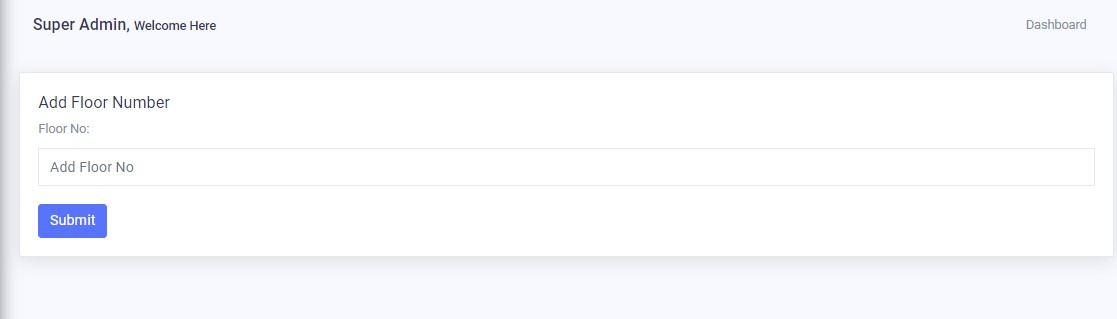 Super Admin, Welcome Here
Dashboard
Add Floor Number
Floor No:
Add Floor No
Submit